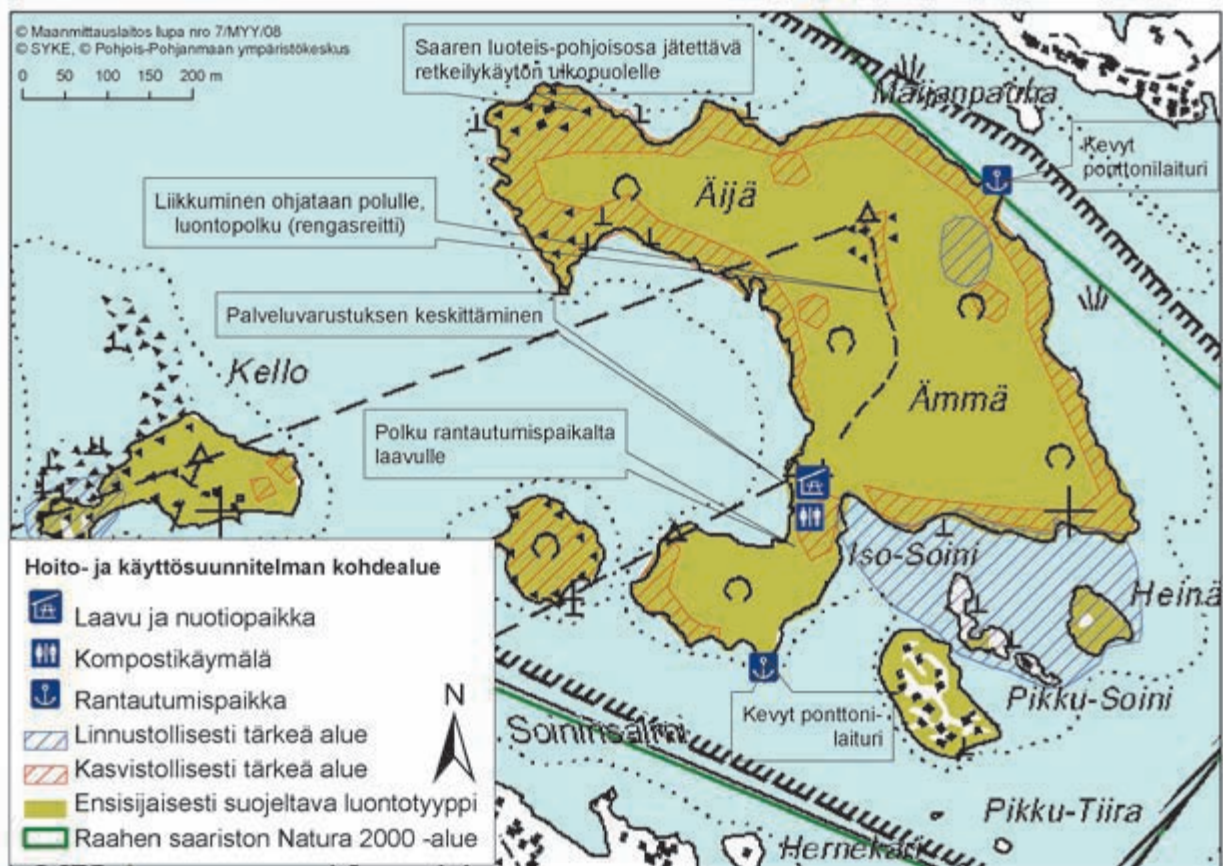 © Maanmittauslaitos lupa nro 7/MYY/08
© SYKE, © Pohjois-Pohjanmaan ympäristökeskus
0 50 100 150 200 m
Saaren luoteis-pohjoisosa jätettävä
retkeilykäytön ulkopuolelle
Maijanpauha
Kevyt
ponttonilaituri
Liikkuminen ohjataan polulle,
luontopolku (rengasreitti)
Äijä
Palveluvarustuksen keskittäminen
Kello
Ämmä
Polku rantautumispaikalta
laavulle
Iso-Soini
Heinä
Pikku-Soini
Kevyt ponttoni-
laituri
Soininsalmi
Pikku-Tiira
Hernekari
Hoito- ja käyttösuunnitelman kohdealue
Laavu ja nuotiopaikka
Kompostikäymälä
Rantautumispaikka
N
Linnustollisesti tärkeä alue
Kasvistollisesti tärkeä alue
Ensisijaisesti suojeltava luontotyyppi
Raahen saariston Natura 2000 -alue